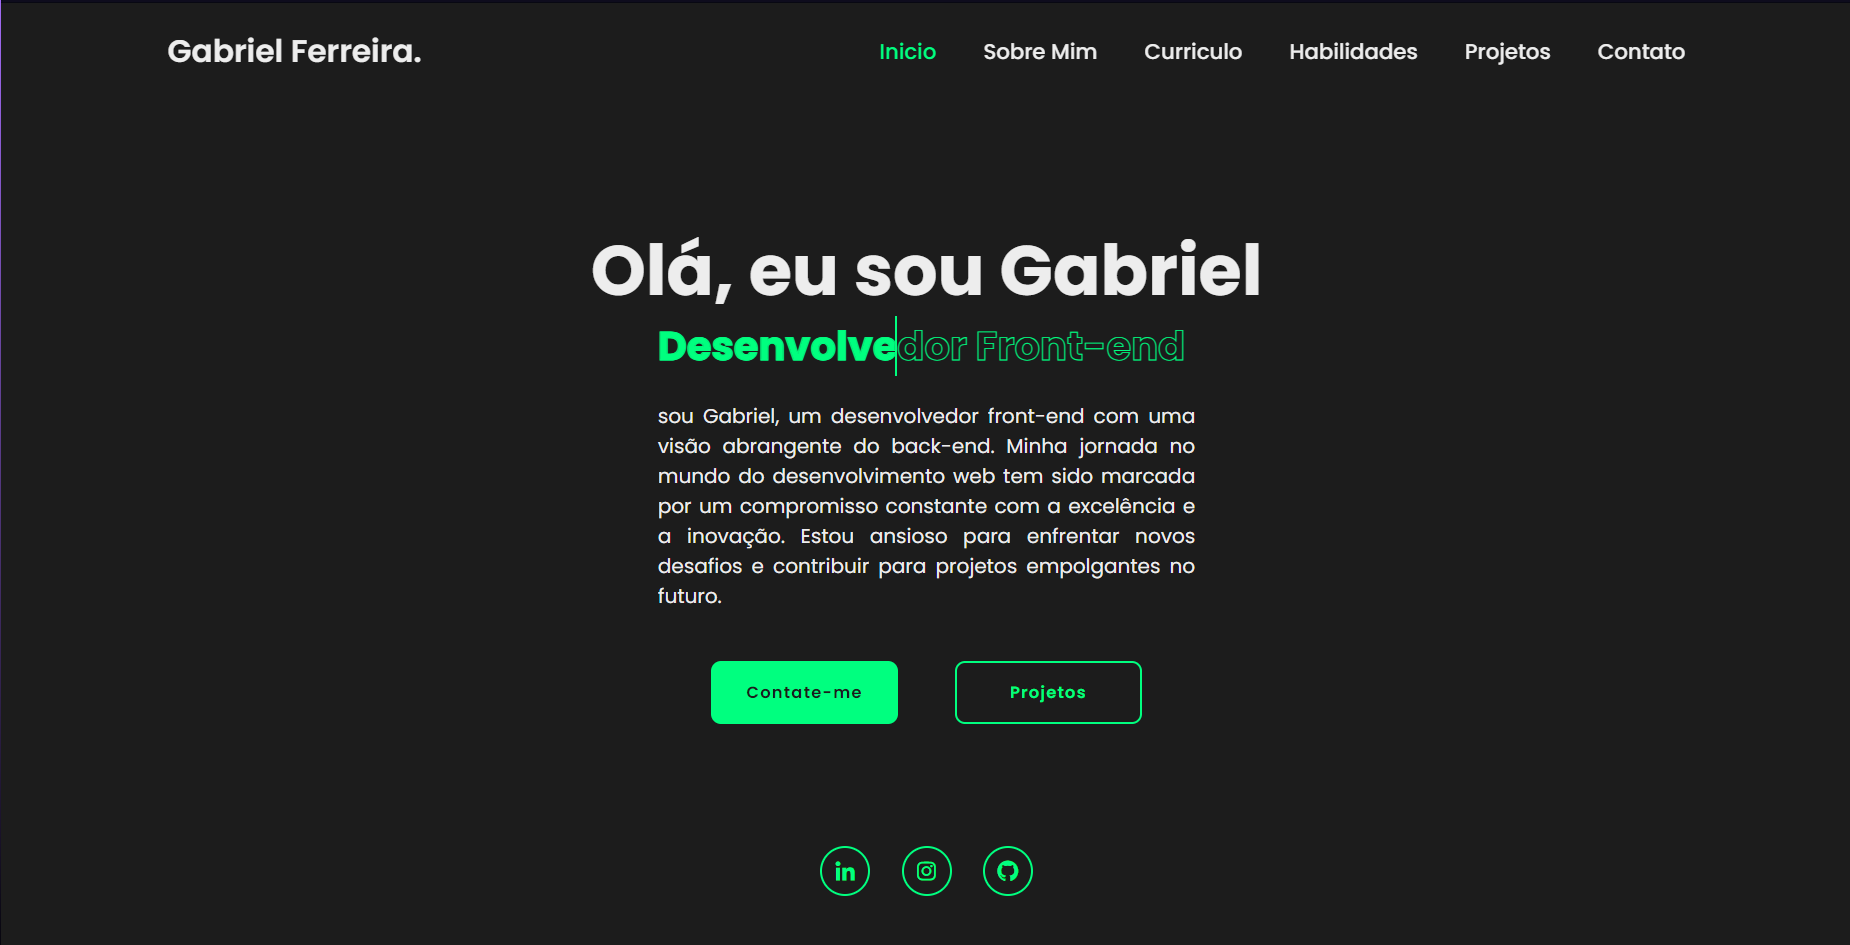 Gabriel Ferreira.
Inicio Sobre Mim Curriculo Habilidades Projetos Contato
Olá, eu sou Gabriel
Desenvolvedor Front-end
sou Gabriel, um desenvolvedor front-end com uma
visão abrangente do back-end. Minha jornada no
mundo do desenvolvimento web tem sido marcada
por um compromisso constante com a excelência e
a inovação. Estou ansioso para enfrentar novos
desafios e contribuir para projetos empolgantes no
futuro.
Contate-me
Projetos
in